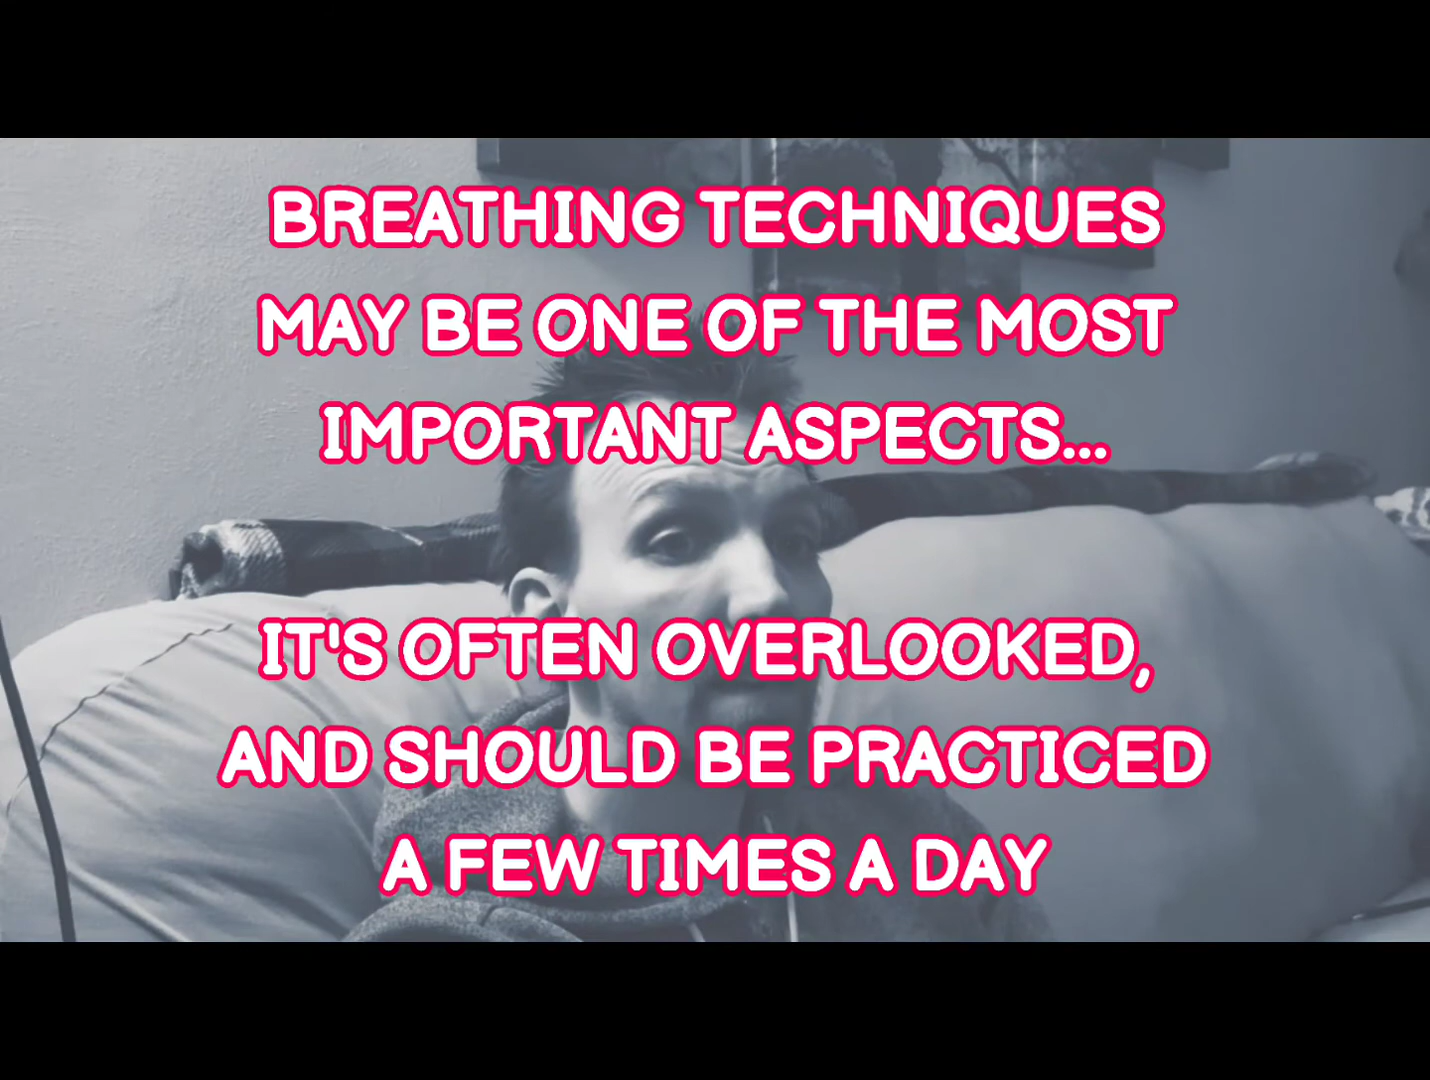 BREATHING TECHNIQUES
MAY BE ONE OF THE MOST
IMPORTANT ASPECTS...
IT'S OFTEN OVERLOOKED,
AND SHOULD BE PRACTICED
A FEW TIMES A DAY